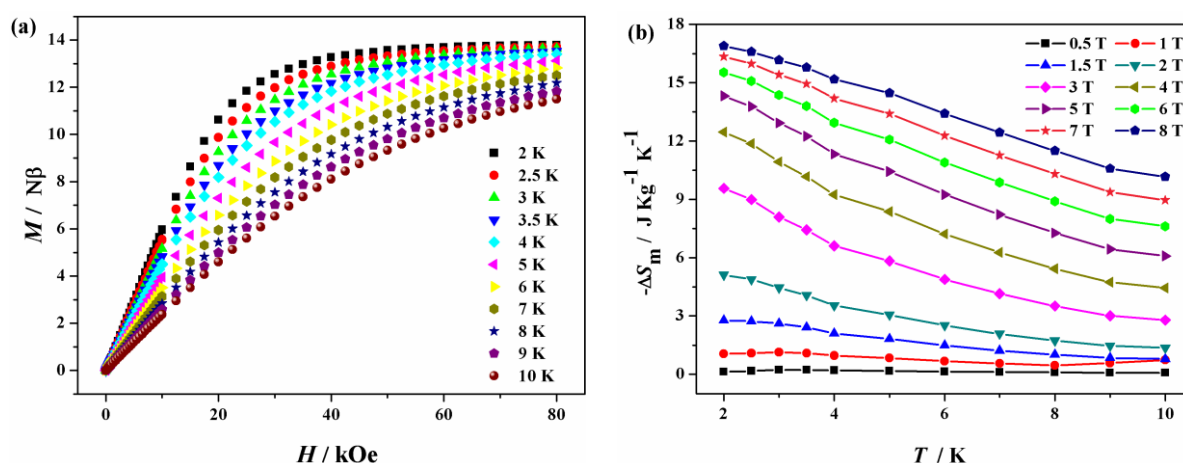 (a)
14
12
10
8
6
4
2
0
M / Nβ
0
20
40
60
80
H / kOe
2 K
2.5 K
3 K
3.5 K
4 K
5 K
6 K
7 K
8 K
9 K
10 K
(b)
18
15
12
9
6
3
0
-ΔSm / J Kg-1 K-1
2
4
6
8
10
T / K
0.5 T 1 T
1.5 T 2 T
3 T 4 T
5 T 6 T
7 T 8 T